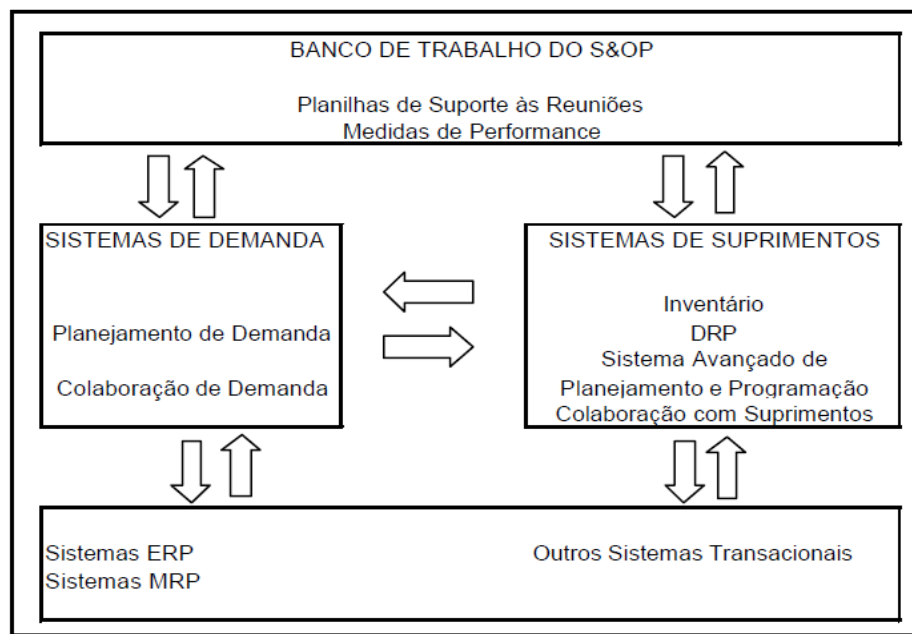 BANCO DE TRABALHO DO S&OP
Planilhas de Suporte às Reuniões
Medidas de Performance
SISTEMAS DE DEMANDA
Planejamento de Demanda
Colaboração de Demanda
SISTEMAS DE SUPRIMENTOS
Inventário
DRP
Sistema Avançado de
Planejamento e Programação
Colaboração com Suprimentos
Sistemas ERP
Sistemas MRP
Outros Sistemas Transacionais